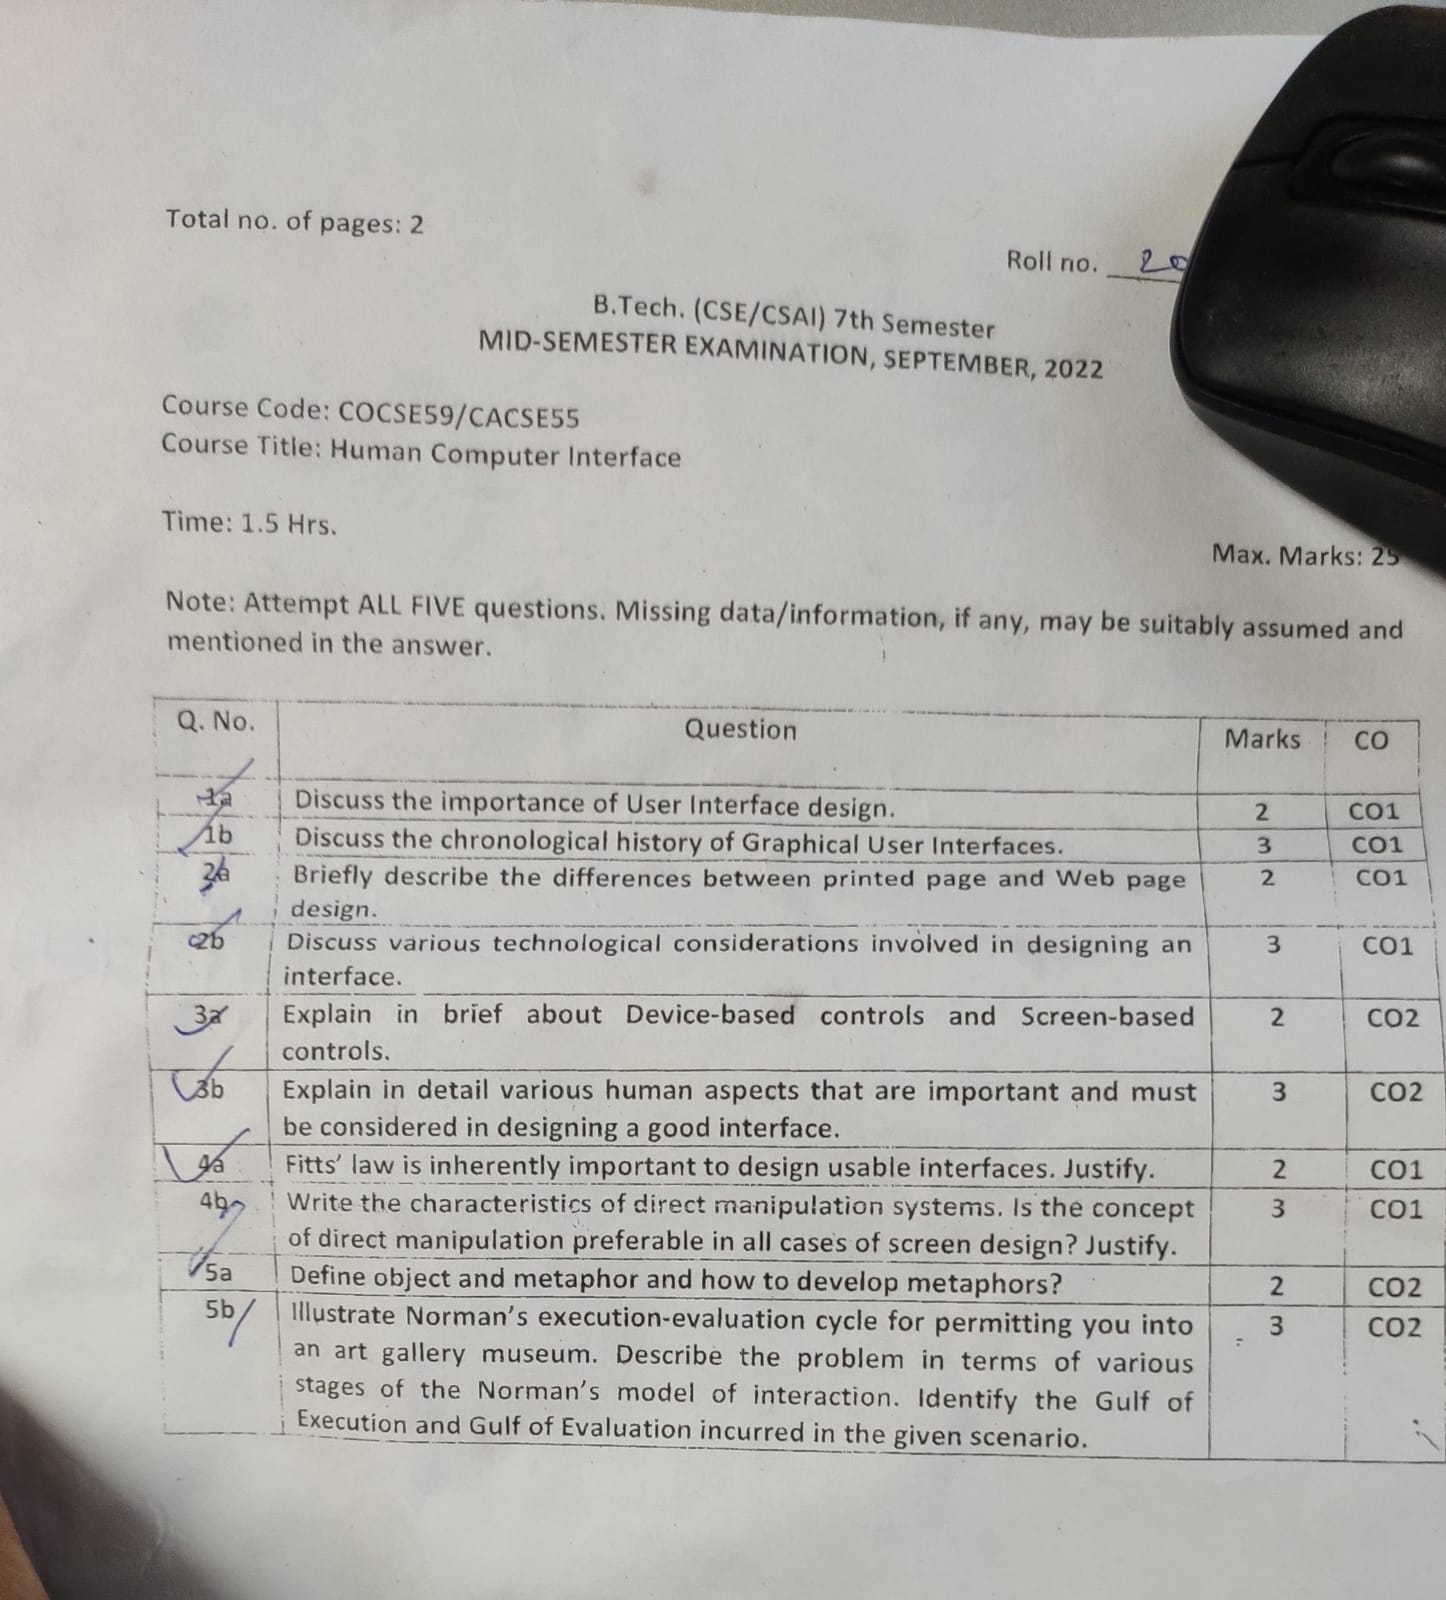 Total no. of pages: 2
Roll no. 20
B.Tech. (CSE/CSAI) 7th Semester
MID-SEMESTER EXAMINATION, SEPTEMBER, 2022
Course Code: COCSE59/CACSE55
Course Title: Human Computer Interface
Time: 1.5 Hrs.
Max. Marks: 25
Note: Attempt ALL FIVE questions. Missing data/information, if any, may be suitably assumed and
mentioned in the answer.
Q. No. Question Marks CO
1a Discuss the importance of User Interface design. 2 CO1
1b Discuss the chronological history of Graphical User Interfaces. 3 CO1
2a Briefly describe the differences between printed page and Web page 2 CO1
design.
2b Discuss various technological considerations involved in designing an 3 CO1
interface.
3a Explain in brief about Device-based controls and Screen-based 2 CO2
controls.
3b Explain in detail various human aspects that are important and must 3 CO2
be considered in designing a good interface.
4a Fitts' law is inherently important to design usable interfaces. Justify. 2 CO1
4b Write the characteristics of direct manipulation systems. Is the concept 3 CO1
of direct manipulation preferable in all cases of screen design? Justify.
5a Define object and metaphor and how to develop metaphors? 2 CO2
5b Illustrate Norman's execution-evaluation cycle for permitting you into 3 CO2
an art gallery museum. Describe the problem in terms of various
stages of the Norman's model of interaction. Identify the Gulf of
Execution and Gulf of Evaluation incurred in the given scenario.